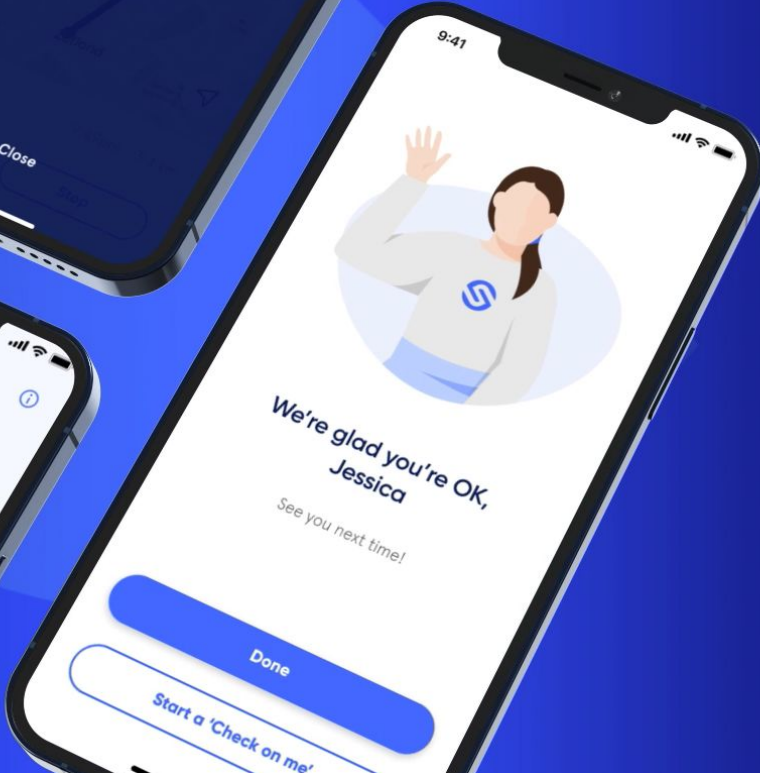 Close
Stop
9:41
We're glad you're OK,
Jessica
See you next time!
Done
Start a 'Check on me'